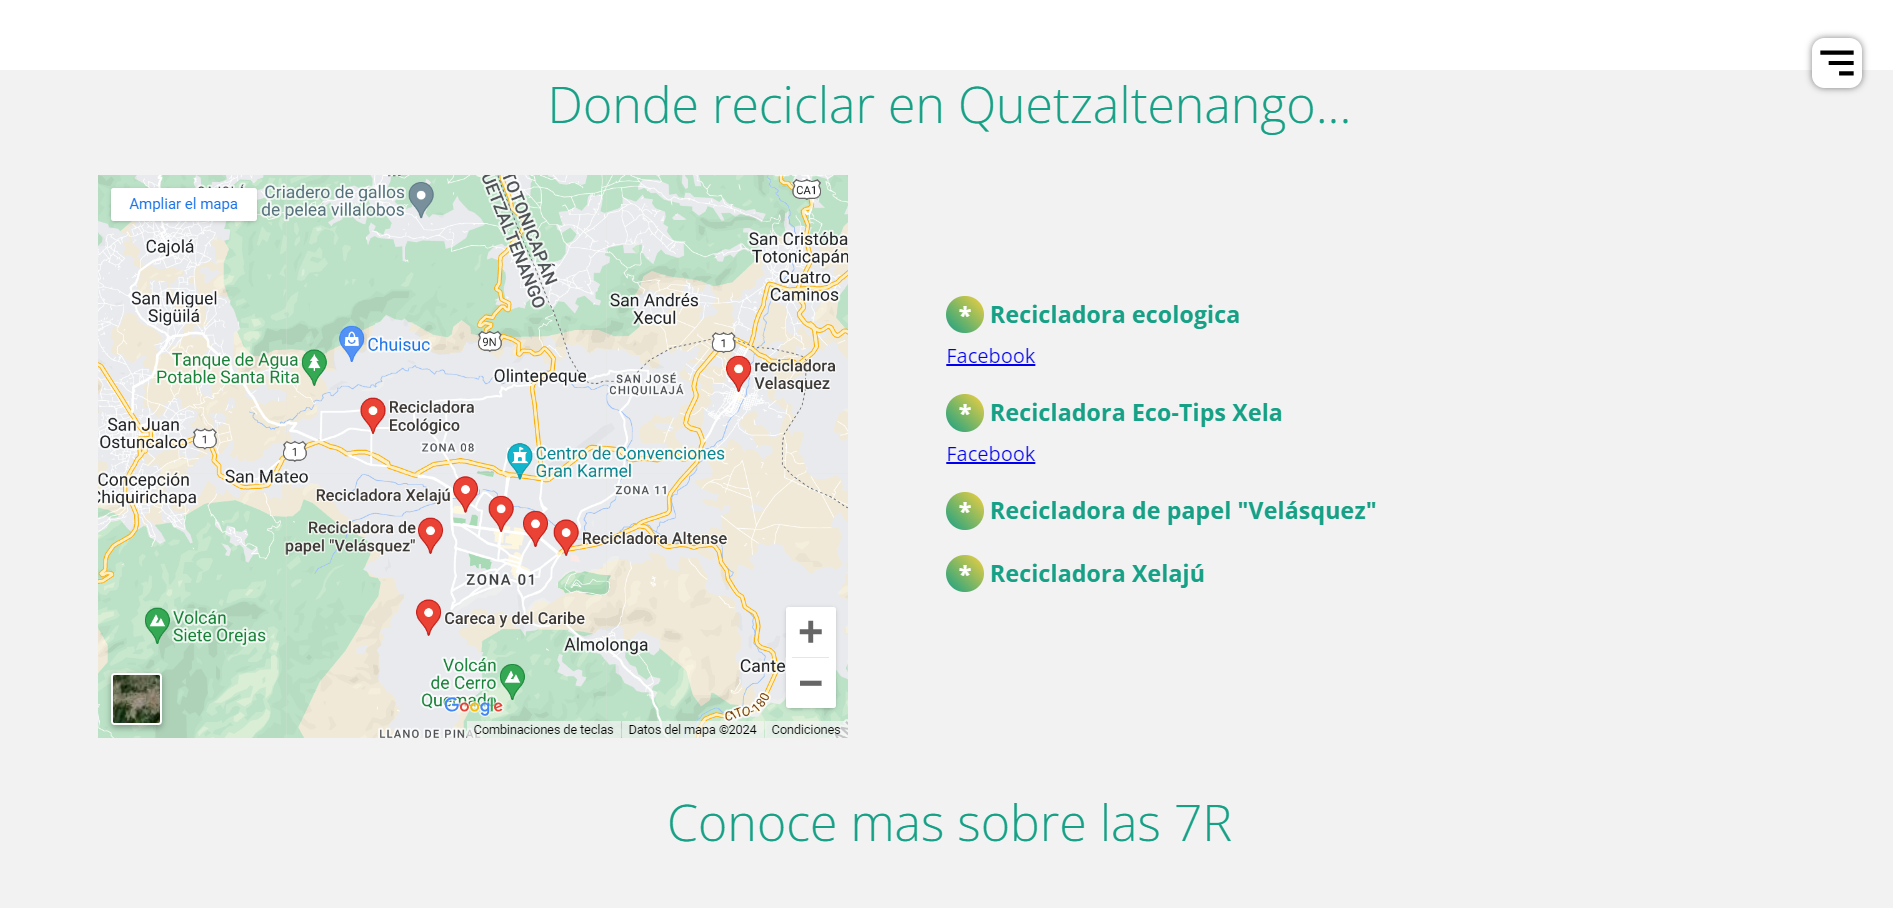 Donde reciclar en Quetzaltenango...
Ampliar el mapa
Criadero de gallos
de pelea villalobos
TOTONICAPÁN
QUETZALTENANGO
CA1
Cajolá
San Cristóba
Totonicapán
Cuatro
Caminos
San Miguel
Sigüilá
San Andrés
Xecul
Chuisuc
9N
1
Tanque de Agua
Potable Santa Rita
Olintepeque
SAN JOSÉ
CHIQUILAJÁ
recicladora
Velasquez
Recicladora
Ecológico
San Juan
Ostuncalco
1
1
ZONA 08
Centro de Convenciones
Gran Karmel
San Mateo
Concepción
Chiquirichapa
ZONA 11
Recicladora Xelajú
Recicladora de
papel "Velásquez"
Recicladora Altense
ZONA 01
Volcán
Siete Orejas
Careca y del Caribe
Almolonga
Cante
Volcán
de Cerro
Quemado
CITO-180
Google
LLANO DE PINAL
Combinaciones de teclas
Datos del mapa ©2024
Condiciones
* Recicladora ecologica
Facebook
* Recicladora Eco-Tips Xela
Facebook
* Recicladora de papel "Velásquez"
* Recicladora Xelajú
Conoce mas sobre las 7R